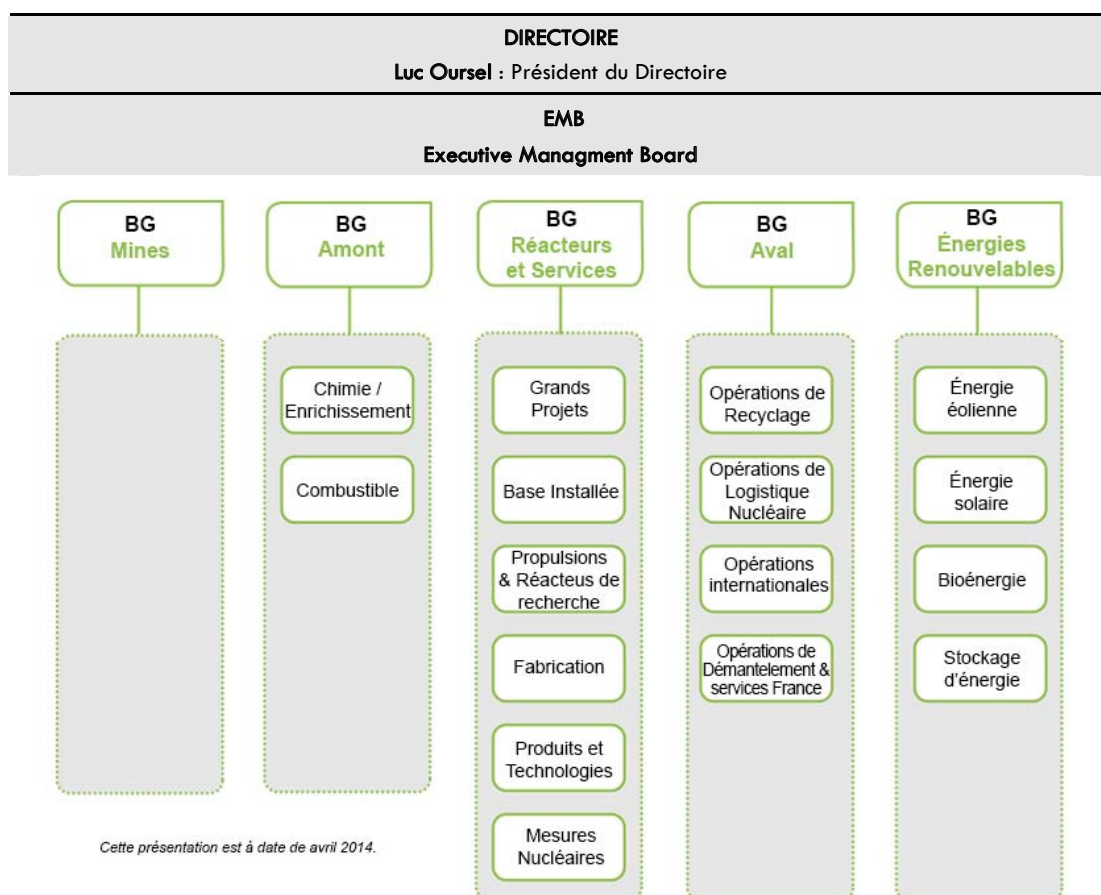 DIRECTOIRE
Luc Oursel : Président du Directoire
EMB
Executive Managment Board
BG
Mines
BG
Amont
Chimie /
Enrichissement
Combustible
BG
Réacteurs
et Services
Grands
Projets
Base Installée
Propulsions
& Réacteus de
recherche
Fabrication
Produits et
Technologies
Mesures
Nucléaires
BG
Aval
Opérations de
Recyclage
Opérations de
Logistique
Nucléaire
Opérations
internationales
Opérations de
Démantelement &
services France
BG
Énergies
Renouvelables
Énergie
éolienne
Énergie
solaire
Bioénergie
Stockage
d'énergie
Cette présentation est à date de avril 2014.